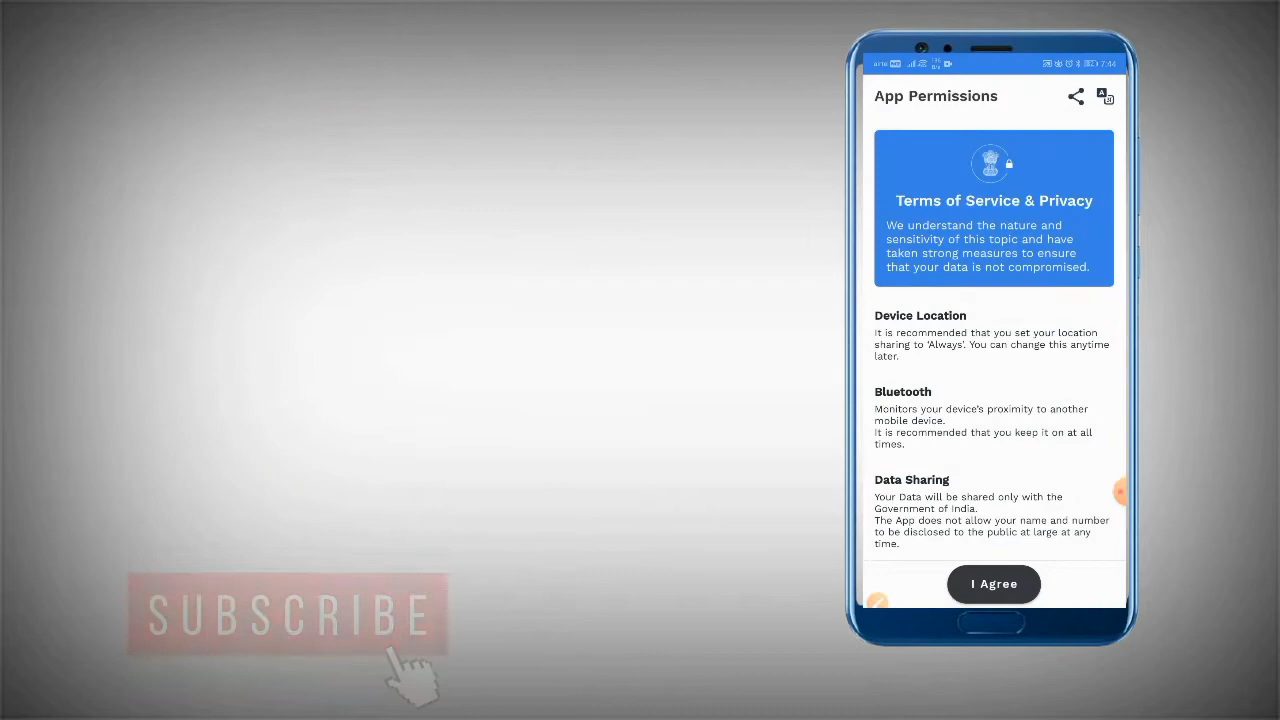 7:44
App Permissions
Terms of Service & Privacy
We understand the nature and
sensitivity of this topic and have
taken strong measures to ensure
that your data is not compromised.
Device Location
It is recommended that you set your location
sharing to ‘Always’. You can change this anytime
later.
Bluetooth
Monitors your device’s proximity to another
mobile device.
It is recommended that you keep it on at all
times.
Data Sharing
Your Data will be shared only with the
Government of India.
The App does not allow your name and number
to be disclosed to the public at large at any
time.
I Agree
SUBSCRIBE